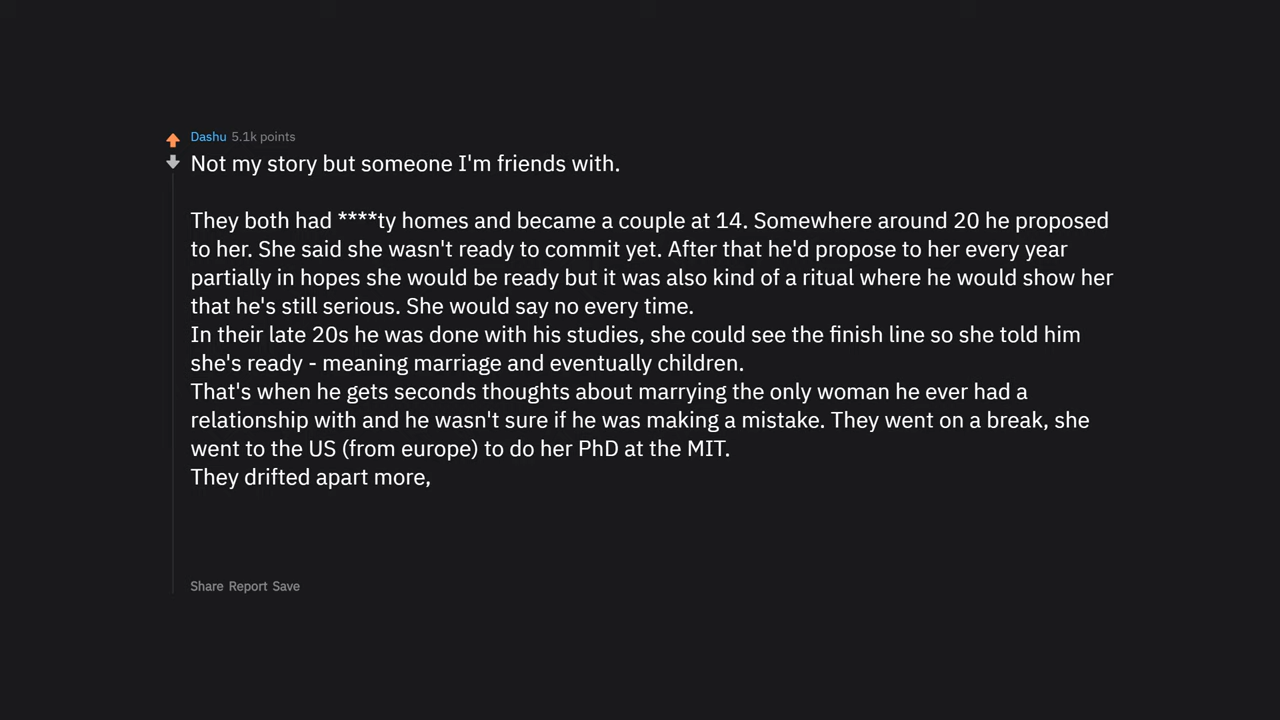 Dashu 5.1k points
Not my story but someone I'm friends with.
They both had ****ty homes and became a couple at 14. Somewhere around 20 he proposed
to her. She said she wasn't ready to commit yet. After that he'd propose to her every year
partially in hopes she would be ready but it was also kind of a ritual where he would show her
that he's still serious. She would say no every time.
In their late 20s he was done with his studies, she could see the finish line so she told him
she's ready - meaning marriage and eventually children.
That's when he gets seconds thoughts about marrying the only woman he ever had a
relationship with and he wasn't sure if he was making a mistake. They went on a break, she
went to the US (from europe) to do her PhD at the MIT.
They drifted apart more,
Share Report Save